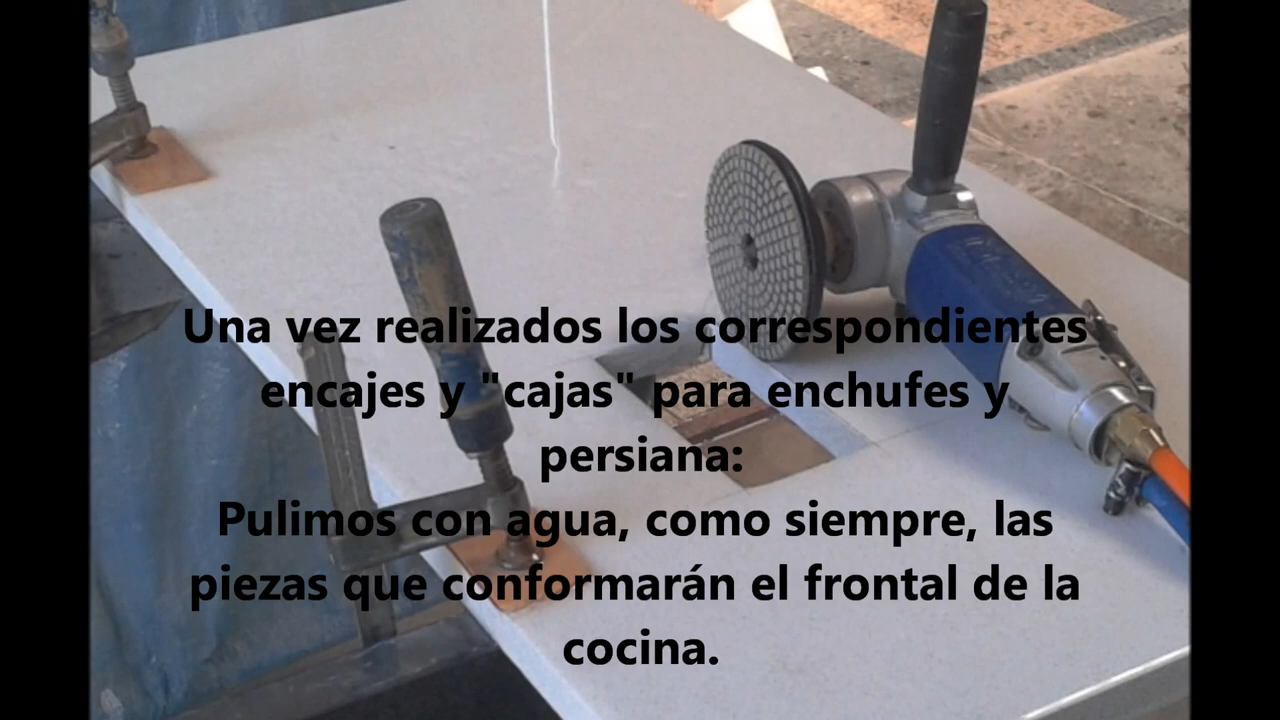 Una vez realizados los correspondientes
encajes y "cajas" para enchufes y
persiana:
Pulimos con agua, como siempre, las
piezas que conformarán el frontal de la
cocina.